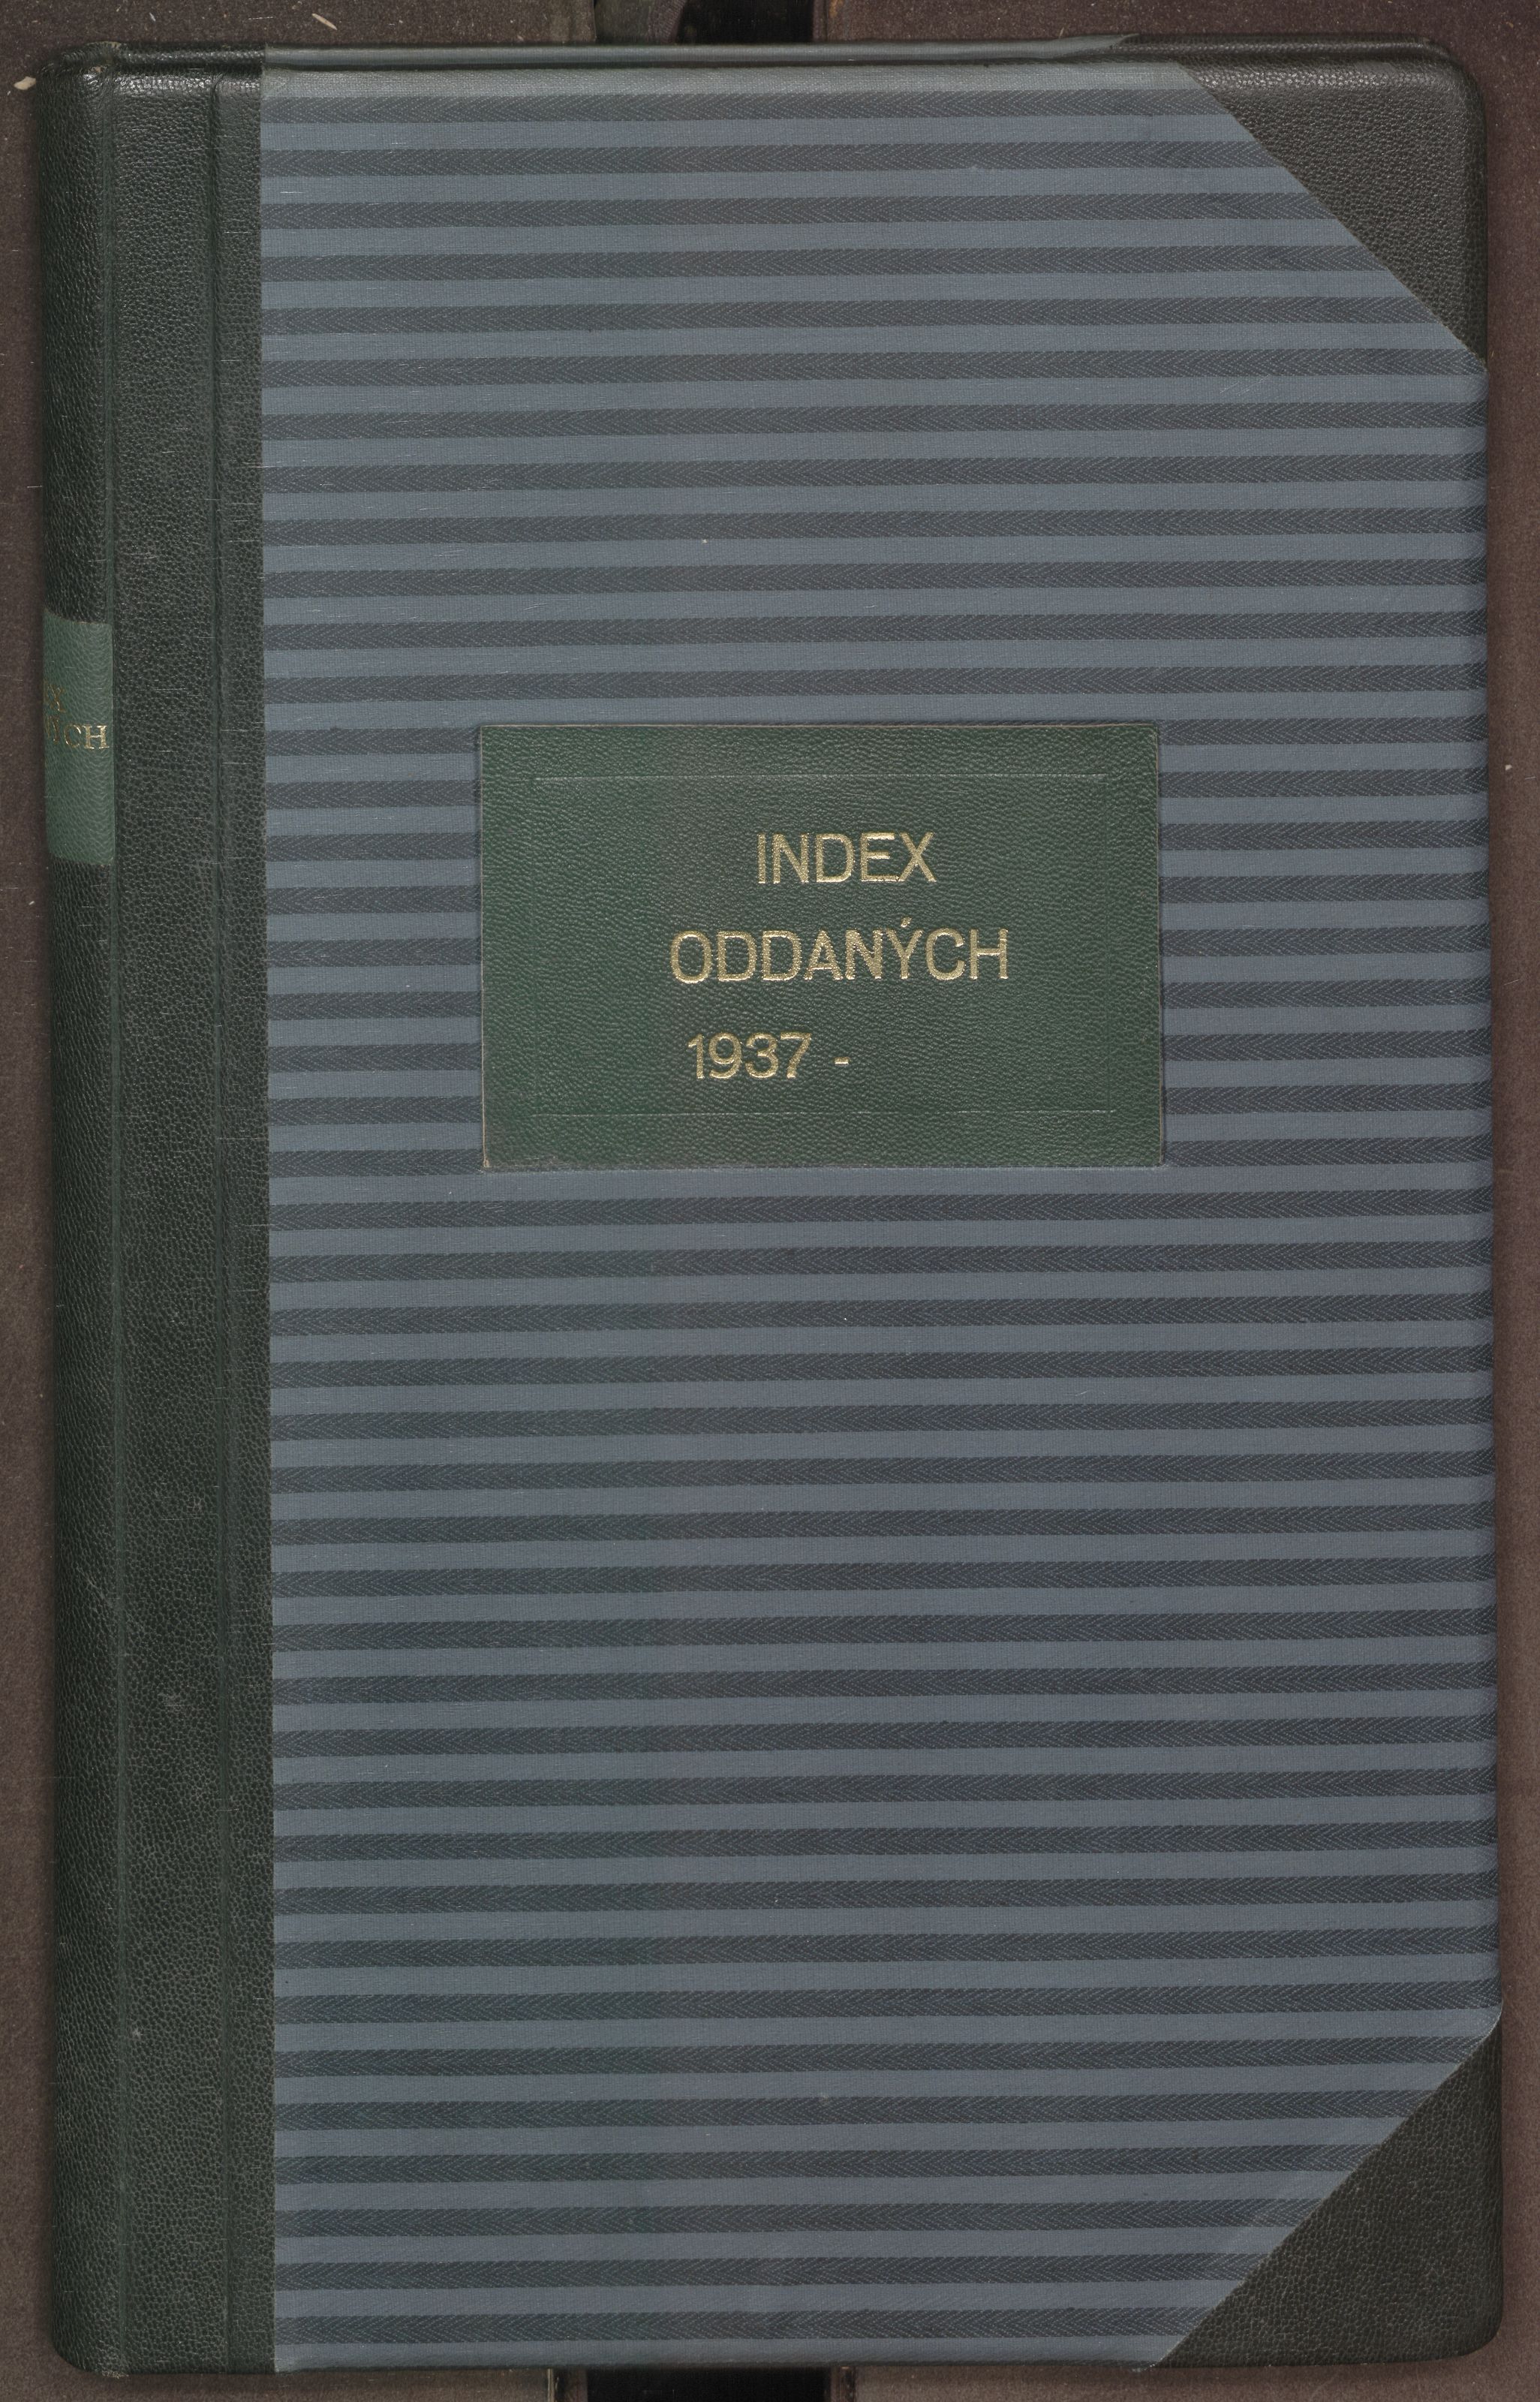 INDEX
ODDANÝCH
1937 -